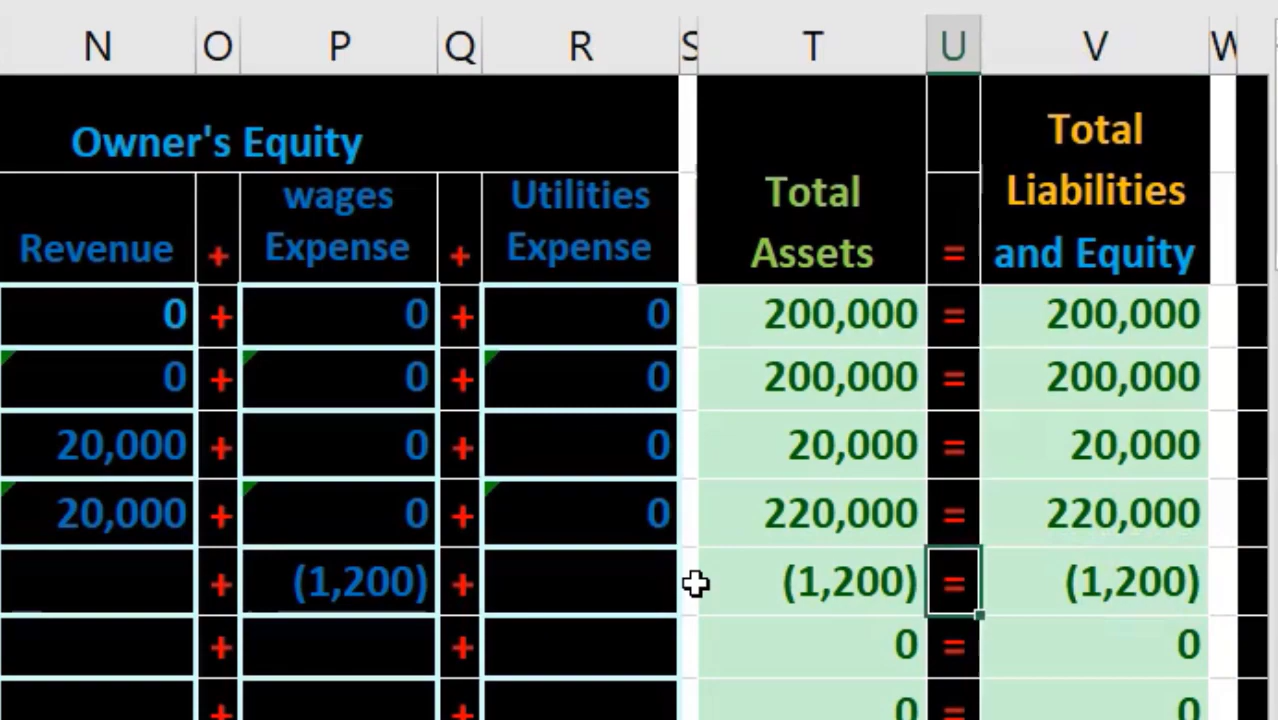 N O P Q R S T U V W
Owner's Equity
Total
Liabilities
and Equity
Total
Assets
=
Revenue + wages
Expense + Utilities
Expense
0 + 0 + 0 200,000 = 200,000
0 + 0 + 0 200,000 = 200,000
20,000 + 0 + 0 20,000 = 20,000
20,000 + 0 + 0 220,000 = 220,000
+ (1,200) + (1,200) = (1,200)
+ + 0 = 0
+ + 0 = 0